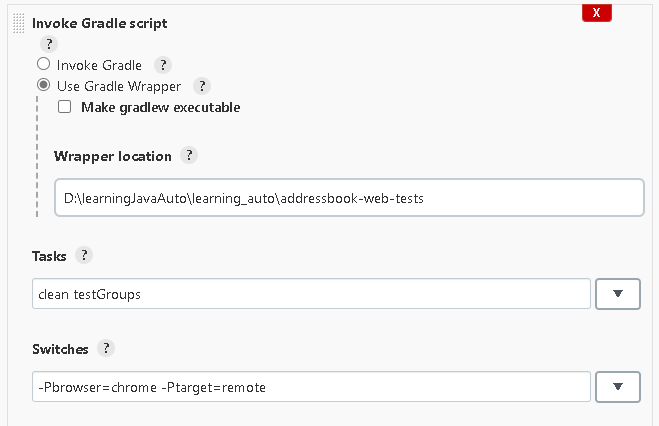 X
Invoke Gradle script
?
Invoke Gradle ?
Use Gradle Wrapper ?
Make gradlew executable
Wrapper location ?
D:\learningJavaAuto\learning_auto\addressbook-web-tests
Tasks ?
clean testGroups
Switches ?
-Pbrowser=chrome -Ptarget=remote